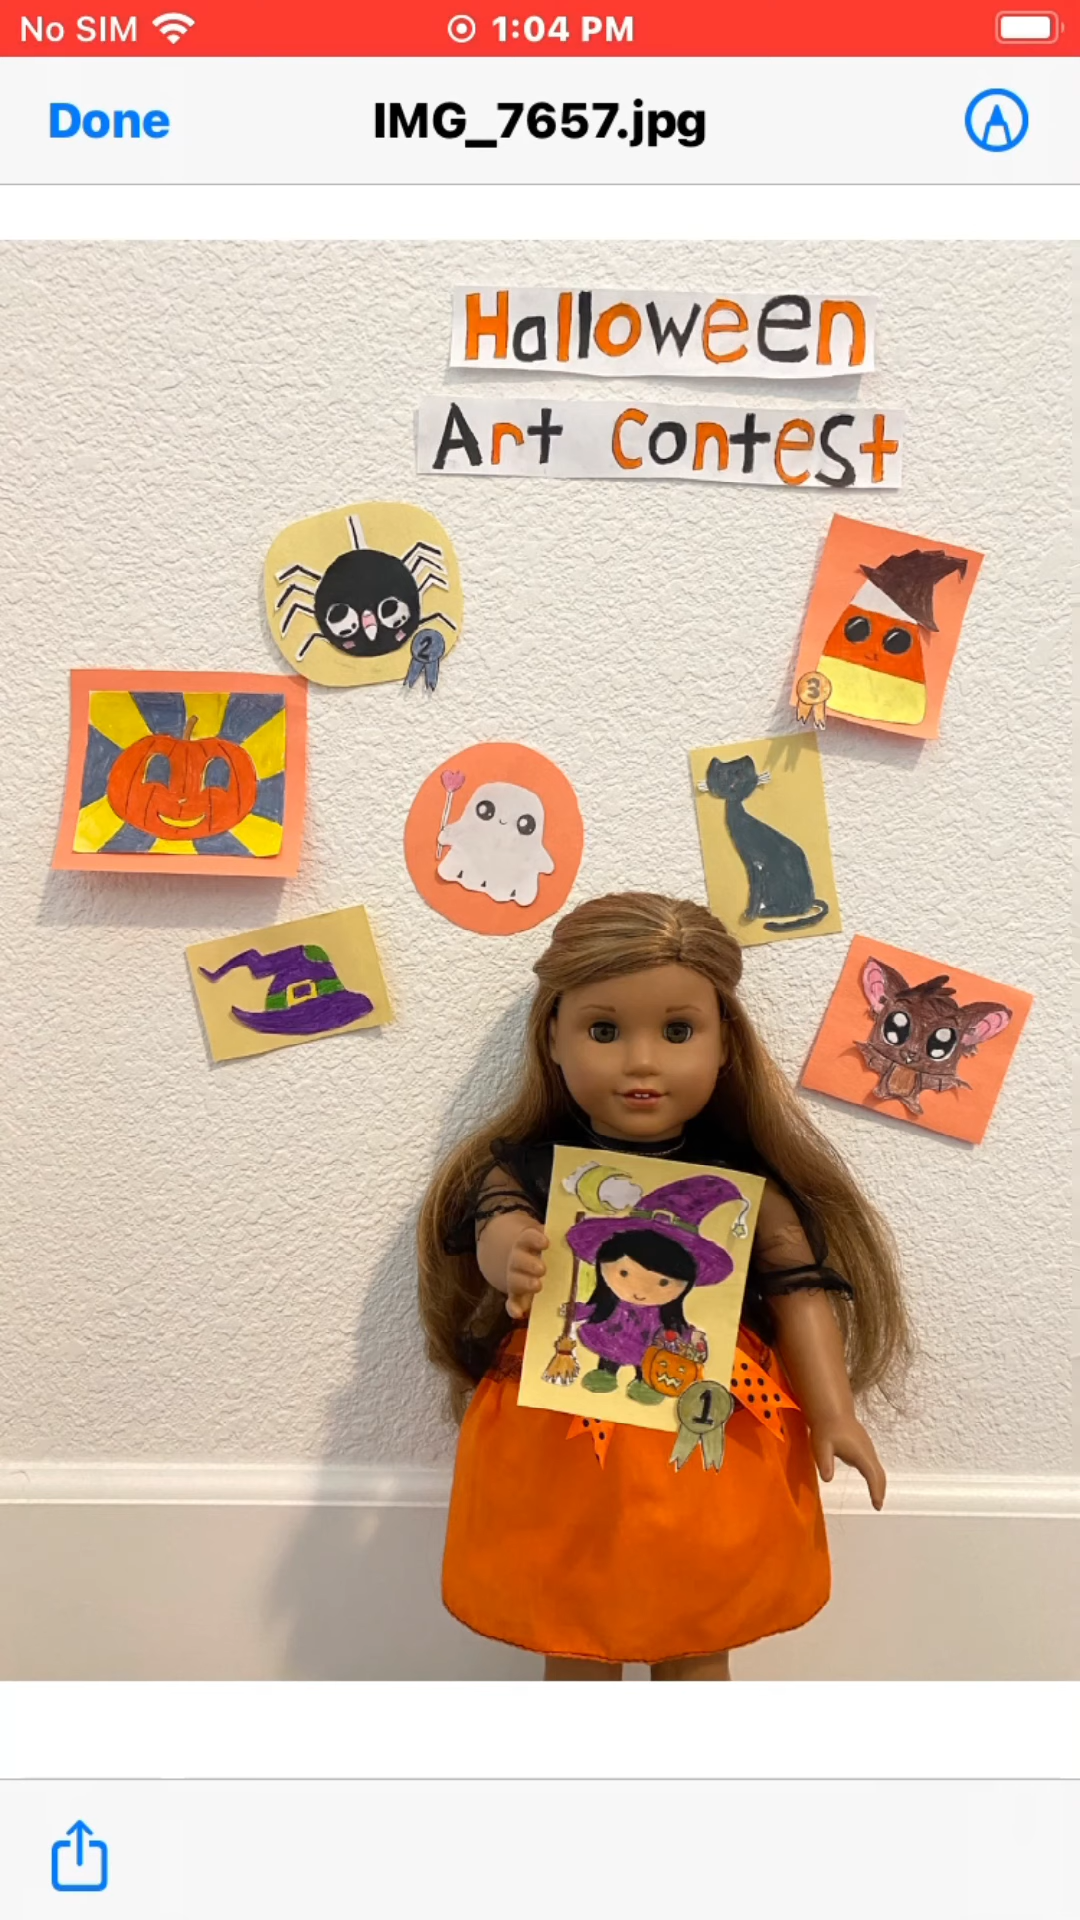 No SIM 1:04 PM
Done IMG_7657.jpg
Halloween
Art Contest
2
3
1